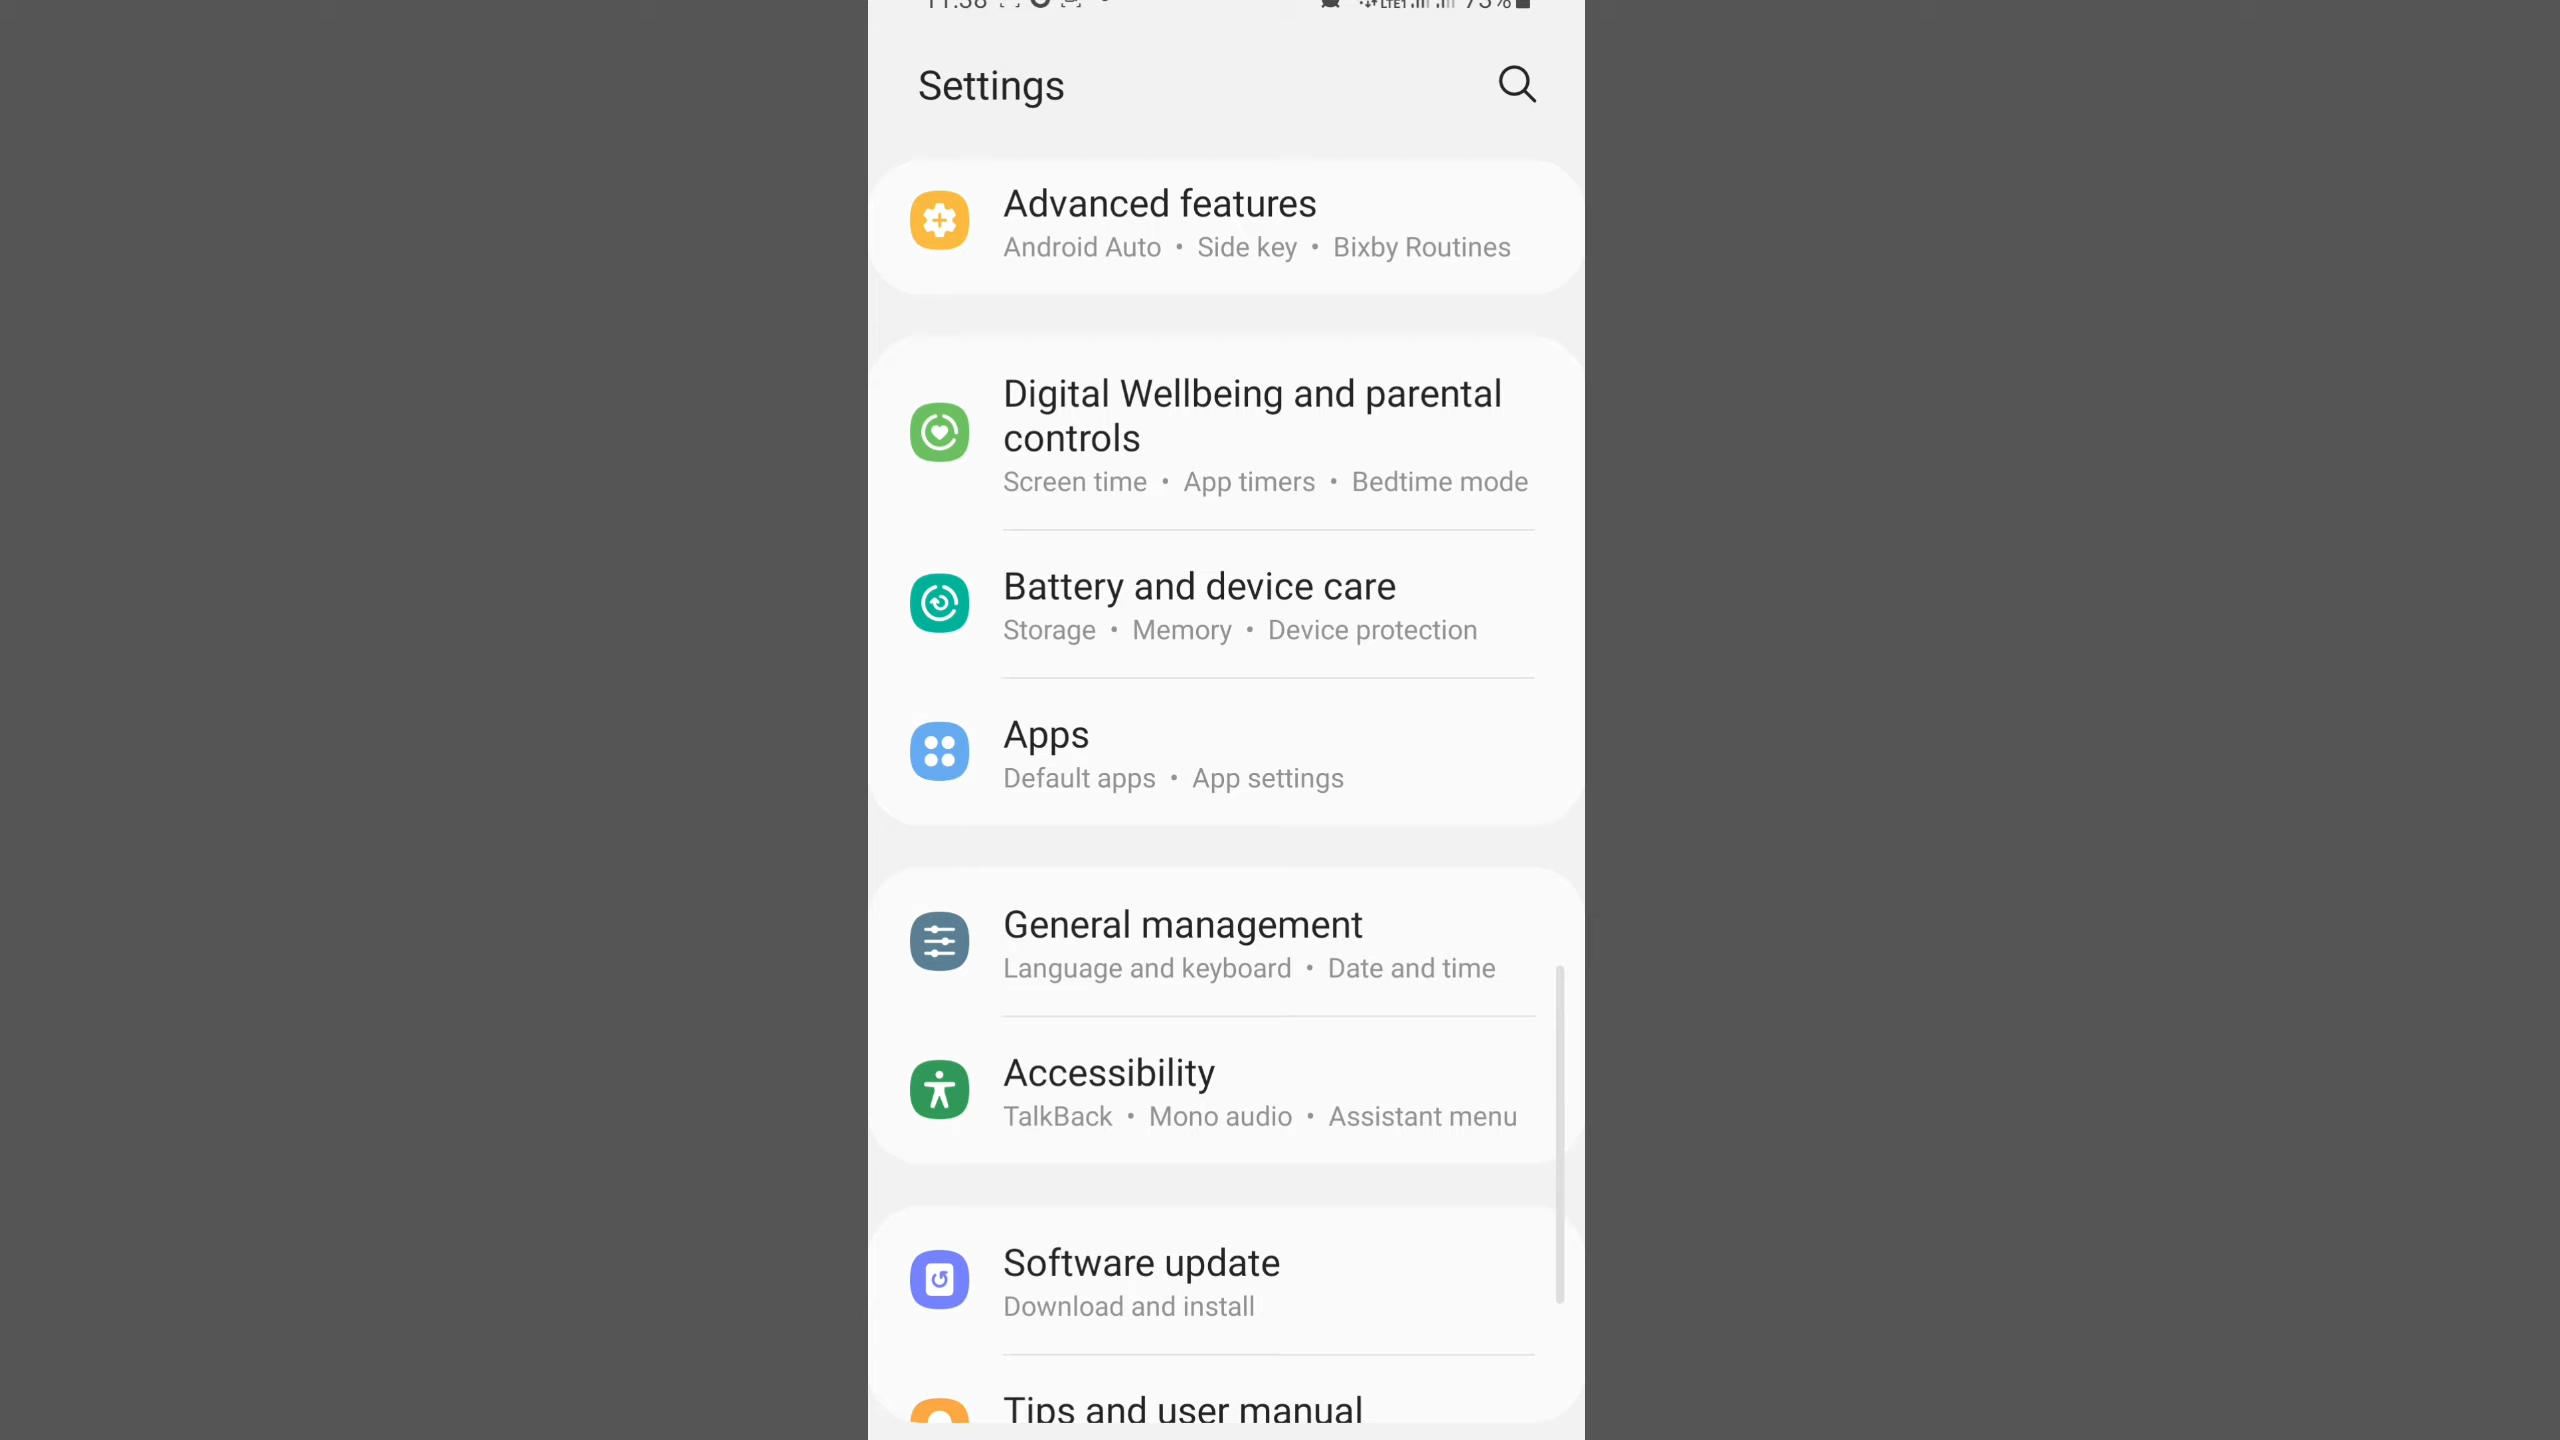 Settings
Advanced features
Android Auto • Side key • Bixby Routines
Digital Wellbeing and parental
controls
Screen time • App timers • Bedtime mode
Battery and device care
Storage • Memory • Device protection
Apps
Default apps • App settings
General management
Language and keyboard • Date and time
Accessibility
TalkBack • Mono audio • Assistant menu
Software update
Download and install
Tips and user manual